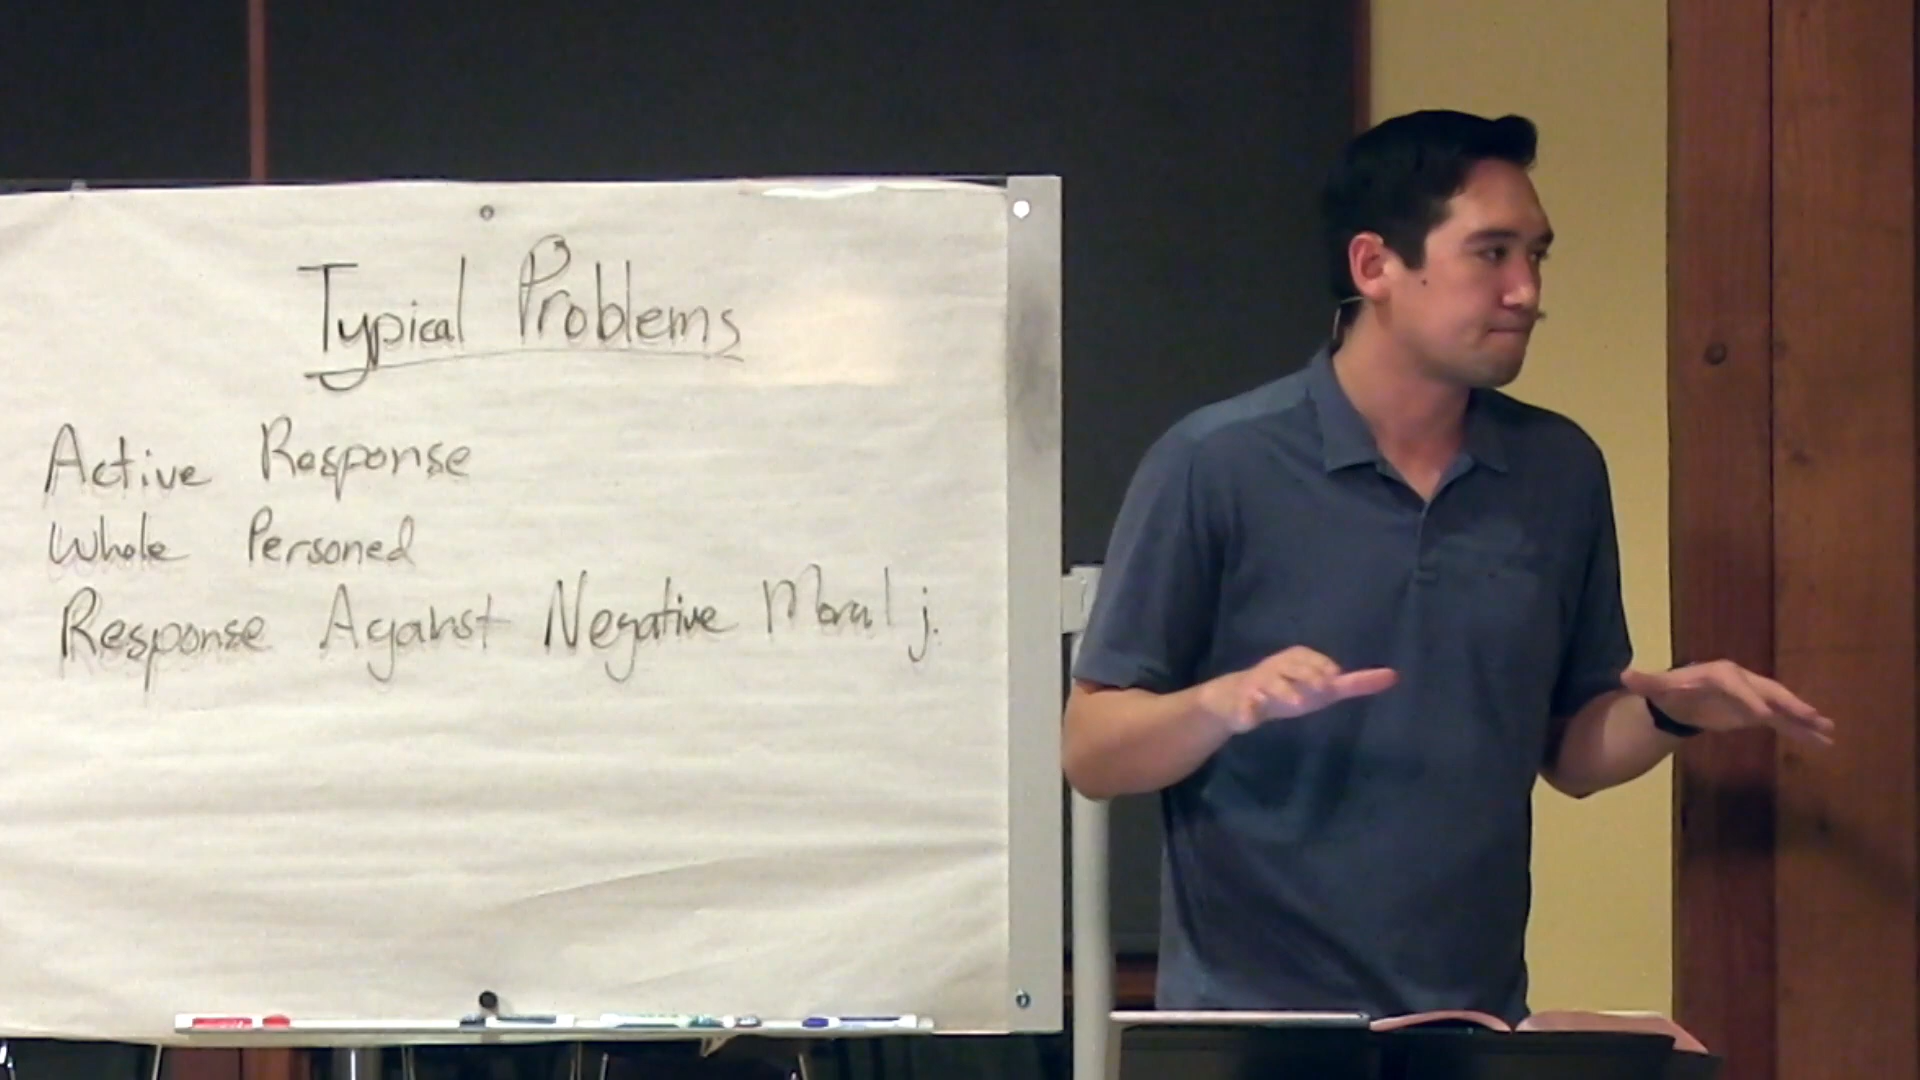 Typical Problems
Active Response
Whole Personed
Response Against Negative Moral j.